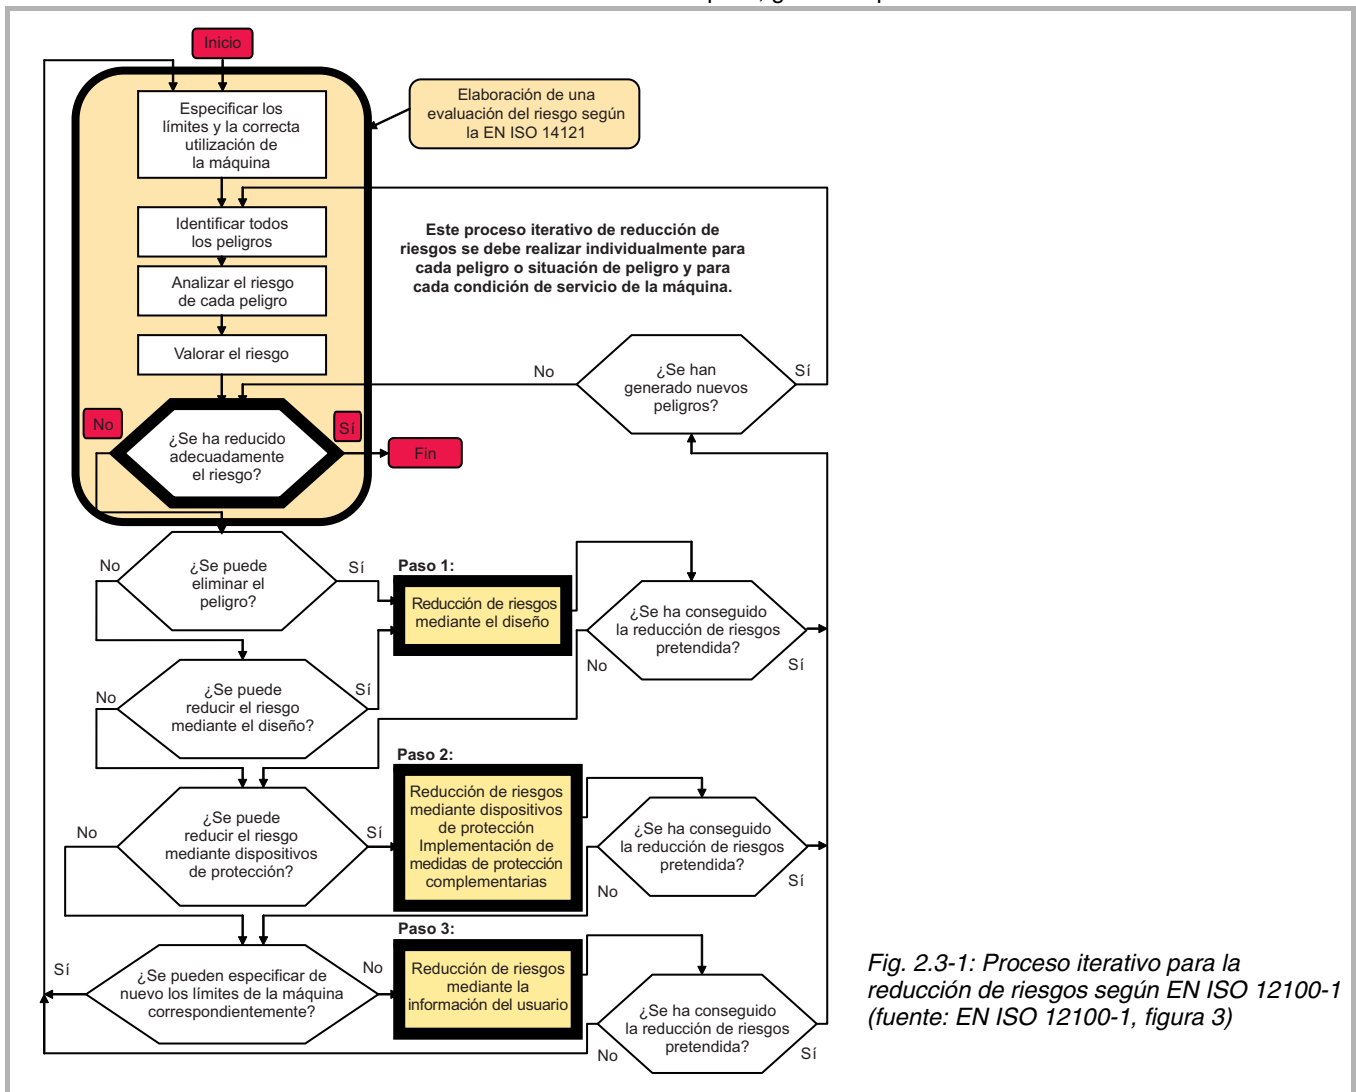 Inicio
Especificar los
límites y la correcta
utilización de
la máquina
Elaboración de una
evaluación del riesgo según
la EN ISO 14121
Identificar todos
los peligros
Este proceso iterativo de reducción de
riesgos se debe realizar individualmente para
cada peligro o situación de peligro y para
cada condición de servicio de la máquina.
Analizar el riesgo
de cada peligro
Valorar el riesgo
No
¿Se han
generado nuevos
peligros?
Sí
No
¿Se ha reducido
adecuadamente
el riesgo?
Sí
Fin
No
¿Se puede
eliminar el
peligro?
Sí
Paso 1:
Reducción de riesgos
mediante el diseño
¿Se ha conseguido
la reducción de riesgos
pretendida?
No
Sí
No
¿Se puede
reducir el riesgo
mediante el diseño?
Sí
Paso 2:
No
¿Se puede
reducir el riesgo
mediante dispositivos
de protección?
Sí
Reducción de riesgos
mediante dispositivos
de protección
Implementación de
medidas de protección
complementarias
¿Se ha conseguido
la reducción de riesgos
pretendida?
No
Sí
Paso 3:
Sí
¿Se pueden especificar de
nuevo los límites de la máquina
correspondientemente?
No
Reducción de riesgos
mediante la
información del usuario
¿Se ha conseguido
la reducción de riesgos
pretendida?
No
Sí
Fig. 2.3-1: Proceso iterativo para la
reducción de riesgos según EN ISO 12100-1
(fuente: EN ISO 12100-1, figura 3)